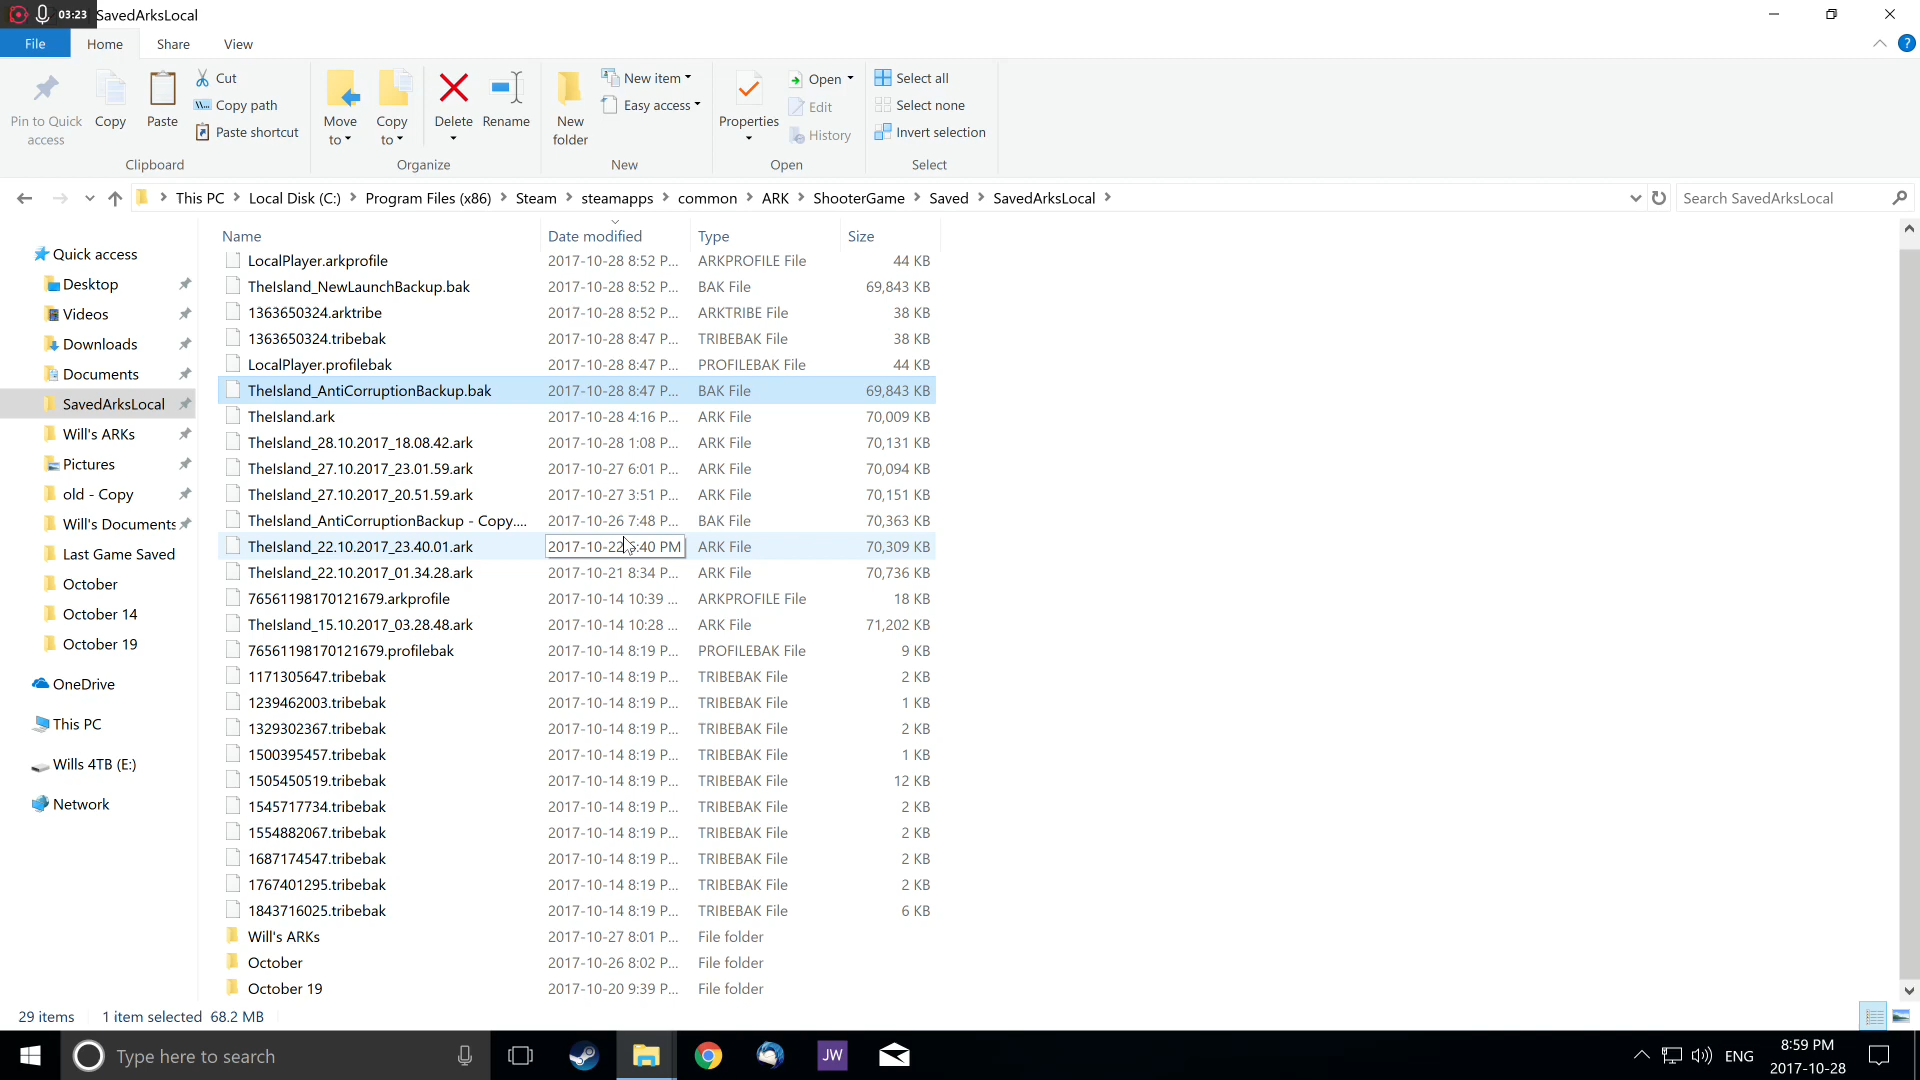 03:23
SavedArksLocal
File
Home
Share
View
Pin to Quick access
Copy
Paste
Cut
Copy path
Paste shortcut
Clipboard
Move to
Copy to
Delete
Rename
Organize
New folder
New item
Easy access
New
Properties
Open
Edit
History
Open
Select all
Select none
Invert selection
Select
This PC > Local Disk (C:) > Program Files (x86) > Steam > steamapps > common > ARK > ShooterGame > Saved > SavedArksLocal >
Search SavedArksLocal
Quick access
Desktop
Videos
Downloads
Documents
SavedArksLocal
Will's ARKs
Pictures
old - Copy
Will's Documents
Last Game Saved
October
October 14
October 19
OneDrive
This PC
Wills 4TB (E:)
Network
Name Date modified Type Size
LocalPlayer.arkprofile 2017-10-28 8:52 P... ARKPROFILE File 44 KB
TheIsland_NewLaunchBackup.bak 2017-10-28 8:52 P... BAK File 69,843 KB
1363650324.arktribe 2017-10-28 8:52 P... ARKTRIBE File 38 KB
1363650324.tribebak 2017-10-28 8:47 P... TRIBEBAK File 38 KB
LocalPlayer.profilebak 2017-10-28 8:47 P... PROFILEBAK File 44 KB
TheIsland_AntiCorruptionBackup.bak 2017-10-28 8:47 P... BAK File 69,843 KB
TheIsland.ark 2017-10-28 4:16 P... ARK File 70,009 KB
TheIsland_28.10.2017_18.08.42.ark 2017-10-28 1:08 P... ARK File 70,131 KB
TheIsland_27.10.2017_23.01.59.ark 2017-10-27 6:01 P... ARK File 70,094 KB
TheIsland_27.10.2017_20.51.59.ark 2017-10-27 3:51 P... ARK File 70,151 KB
TheIsland_AntiCorruptionBackup - Copy.... 2017-10-26 7:48 P... BAK File 70,363 KB
TheIsland_22.10.2017_23.40.01.ark 2017-10-22 :40 PM ARK File 70,309 KB
TheIsland_22.10.2017_01.34.28.ark 2017-10-21 8:34 P... ARK File 70,736 KB
76561198170121679.arkprofile 2017-10-14 10:39 ... ARKPROFILE File 18 KB
TheIsland_15.10.2017_03.28.48.ark 2017-10-14 10:28 ... ARK File 71,202 KB
76561198170121679.profilebak 2017-10-14 8:19 P... PROFILEBAK File 9 KB
1171305647.tribebak 2017-10-14 8:19 P... TRIBEBAK File 2 KB
1239462003.tribebak 2017-10-14 8:19 P... TRIBEBAK File 1 KB
1329302367.tribebak 2017-10-14 8:19 P... TRIBEBAK File 2 KB
1500395457.tribebak 2017-10-14 8:19 P... TRIBEBAK File 1 KB
1505450519.tribebak 2017-10-14 8:19 P... TRIBEBAK File 12 KB
1545717734.tribebak 2017-10-14 8:19 P... TRIBEBAK File 2 KB
1554882067.tribebak 2017-10-14 8:19 P... TRIBEBAK File 2 KB
1687174547.tribebak 2017-10-14 8:19 P... TRIBEBAK File 2 KB
1767401295.tribebak 2017-10-14 8:19 P... TRIBEBAK File 2 KB
1843716025.tribebak 2017-10-14 8:19 P... TRIBEBAK File 6 KB
Will's ARKs 2017-10-27 8:01 P... File folder
October 2017-10-26 8:02 P... File folder
October 19 2017-10-20 9:39 P... File folder
29 items 1 item selected 68.2 MB
Type here to search
JW
ENG
8:59 PM
2017-10-28